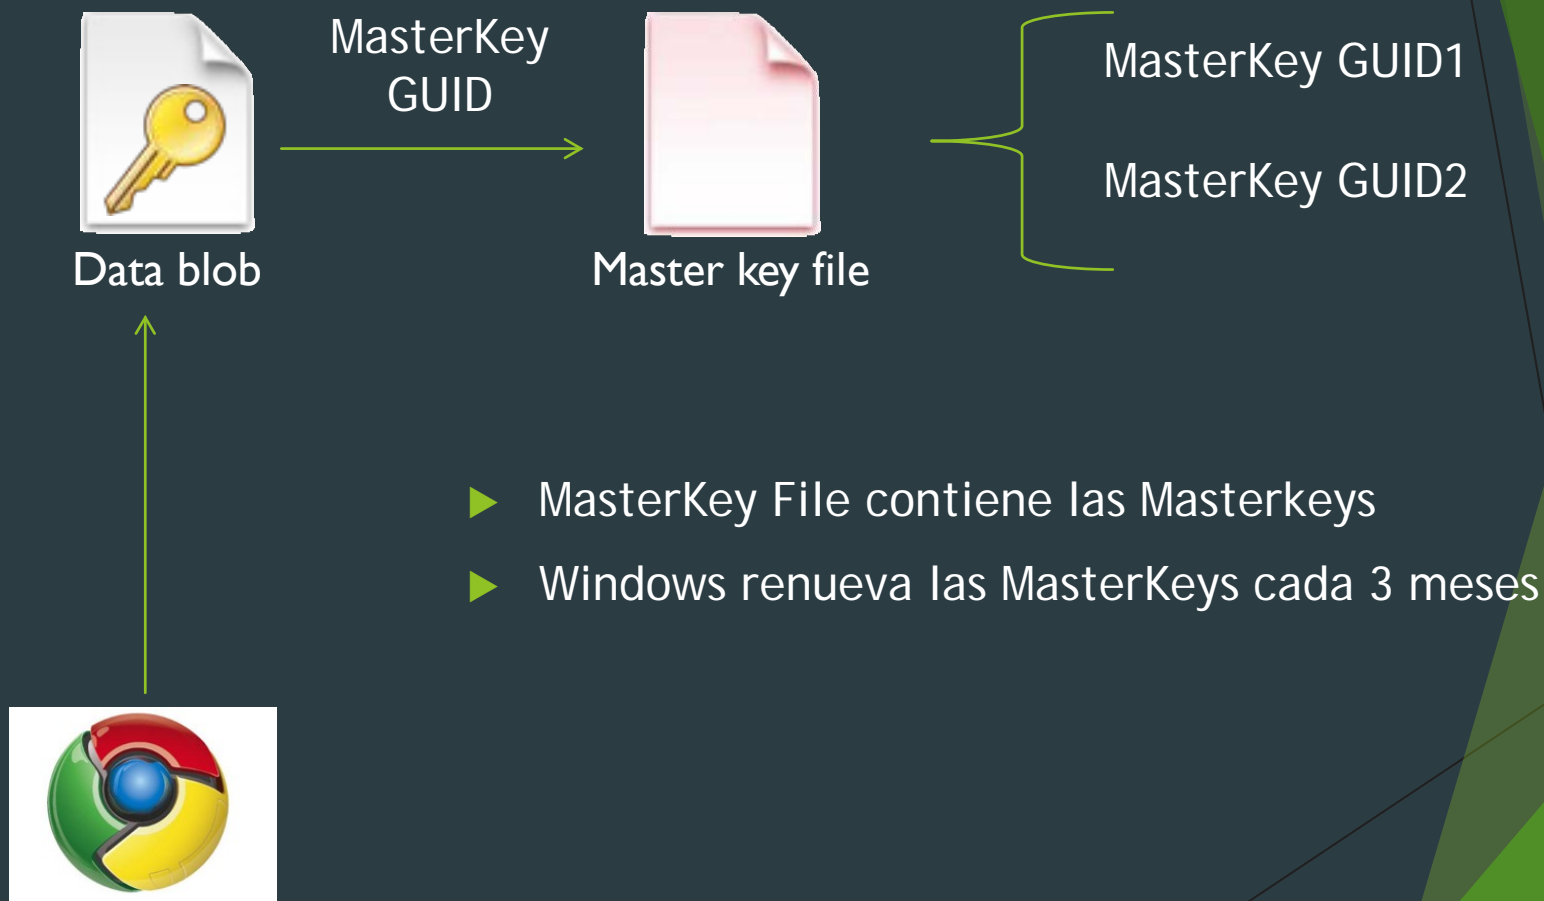 MasterKey
GUID
MasterKey GUID1
MasterKey GUID2
Data blob
Master key file
MasterKey File contiene las Masterkeys
Windows renueva las MasterKeys cada 3 meses